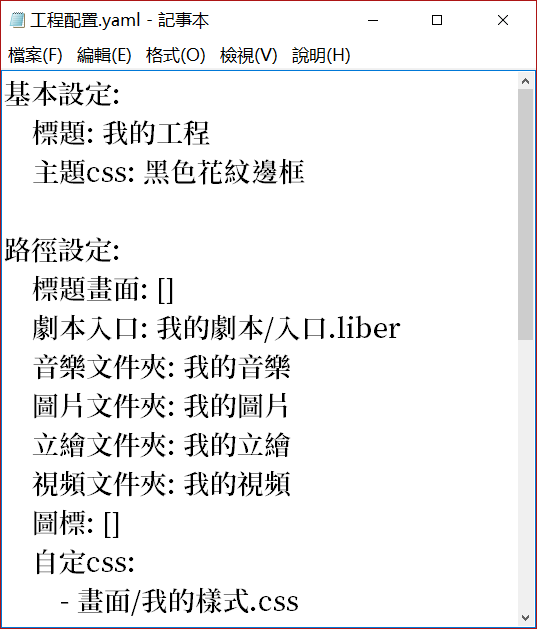 工程配置.yaml - 記事本
檔案(F) 編輯(E) 格式(O) 檢視(V) 說明(H)
基本設定:
標題: 我的工程
主題css: 黑色花紋邊框
路徑設定:
標題畫面: []
劇本入口: 我的劇本/入口.liber
音樂文件夾: 我的音樂
圖片文件夾: 我的圖片
立繪文件夾: 我的立繪
視頻文件夾: 我的視頻
圖標: []
自定css:
- 畫面/我的樣式.css